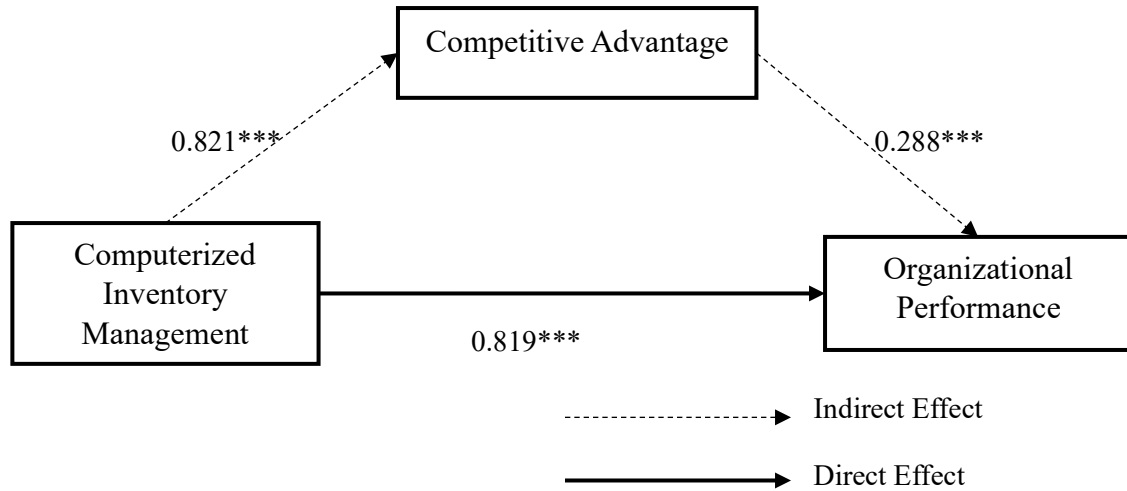 Competitive Advantage
0.821***
0.288***
Computerized
Inventory
Management
Organizational
Performance
0.819***
Indirect Effect
Direct Effect